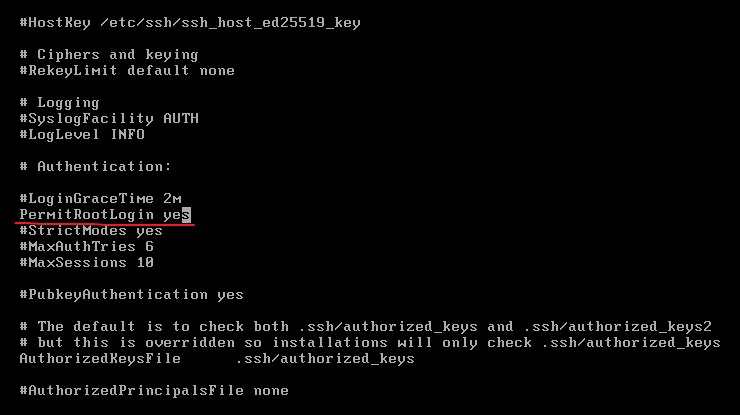 #HostKey /etc/ssh/ssh_host_ed25519_key
# Ciphers and keying
#RekeyLimit default none
# Logging
#SyslogFacility AUTH
#LogLevel INFO
# Authentication:
#LoginGraceTime 2m
PermitRootLogin yes
#StrictModes yes
#MaxAuthTries 6
#MaxSessions 10
#PubkeyAuthentication yes
# The default is to check both .ssh/authorized_keys and .ssh/authorized_keys2
# but this is overridden so installations will only check .ssh/authorized_keys
AuthorizedKeysFile      .ssh/authorized_keys
#AuthorizedPrincipalsFile none